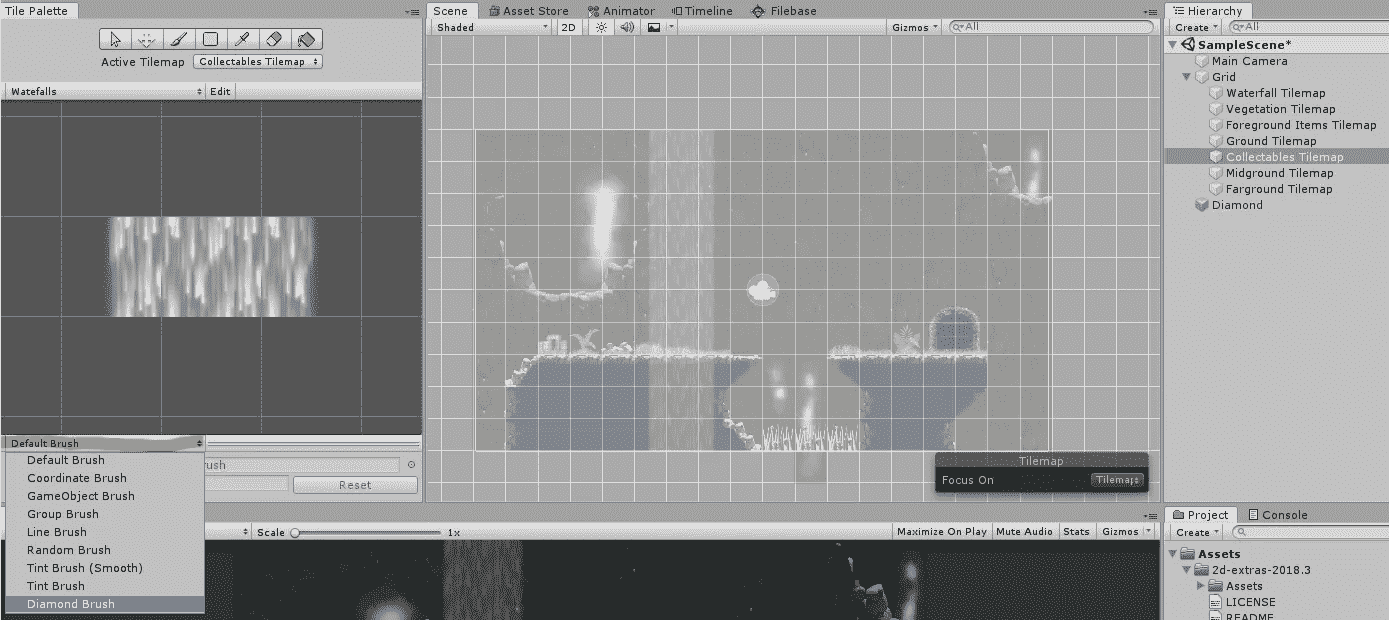 Tile Palette
Active Tilemap Collectables Tilemap
Watefalls Edit
Default Brush
Default Brush
Coordinate Brush
GameObject Brush
Group Brush
Line Brush
Random Brush
Tint Brush (Smooth)
Tint Brush
Diamond Brush
rush
Reset
Scene Asset Store Animator Timeline Filebase
Shaded 2D Gizmos All
Tilemap
Focus On Tilemap
Scale 1x Maximize On Play Mute Audio Stats Gizmos
Hierarchy
Create All
SampleScene*
Main Camera
Grid
Waterfall Tilemap
Vegetation Tilemap
Foreground Items Tilemap
Ground Tilemap
Collectables Tilemap
Midground Tilemap
Farground Tilemap
Diamond
Project Console
Create
Assets
2d-extras-2018.3
Assets
LICENSE
README